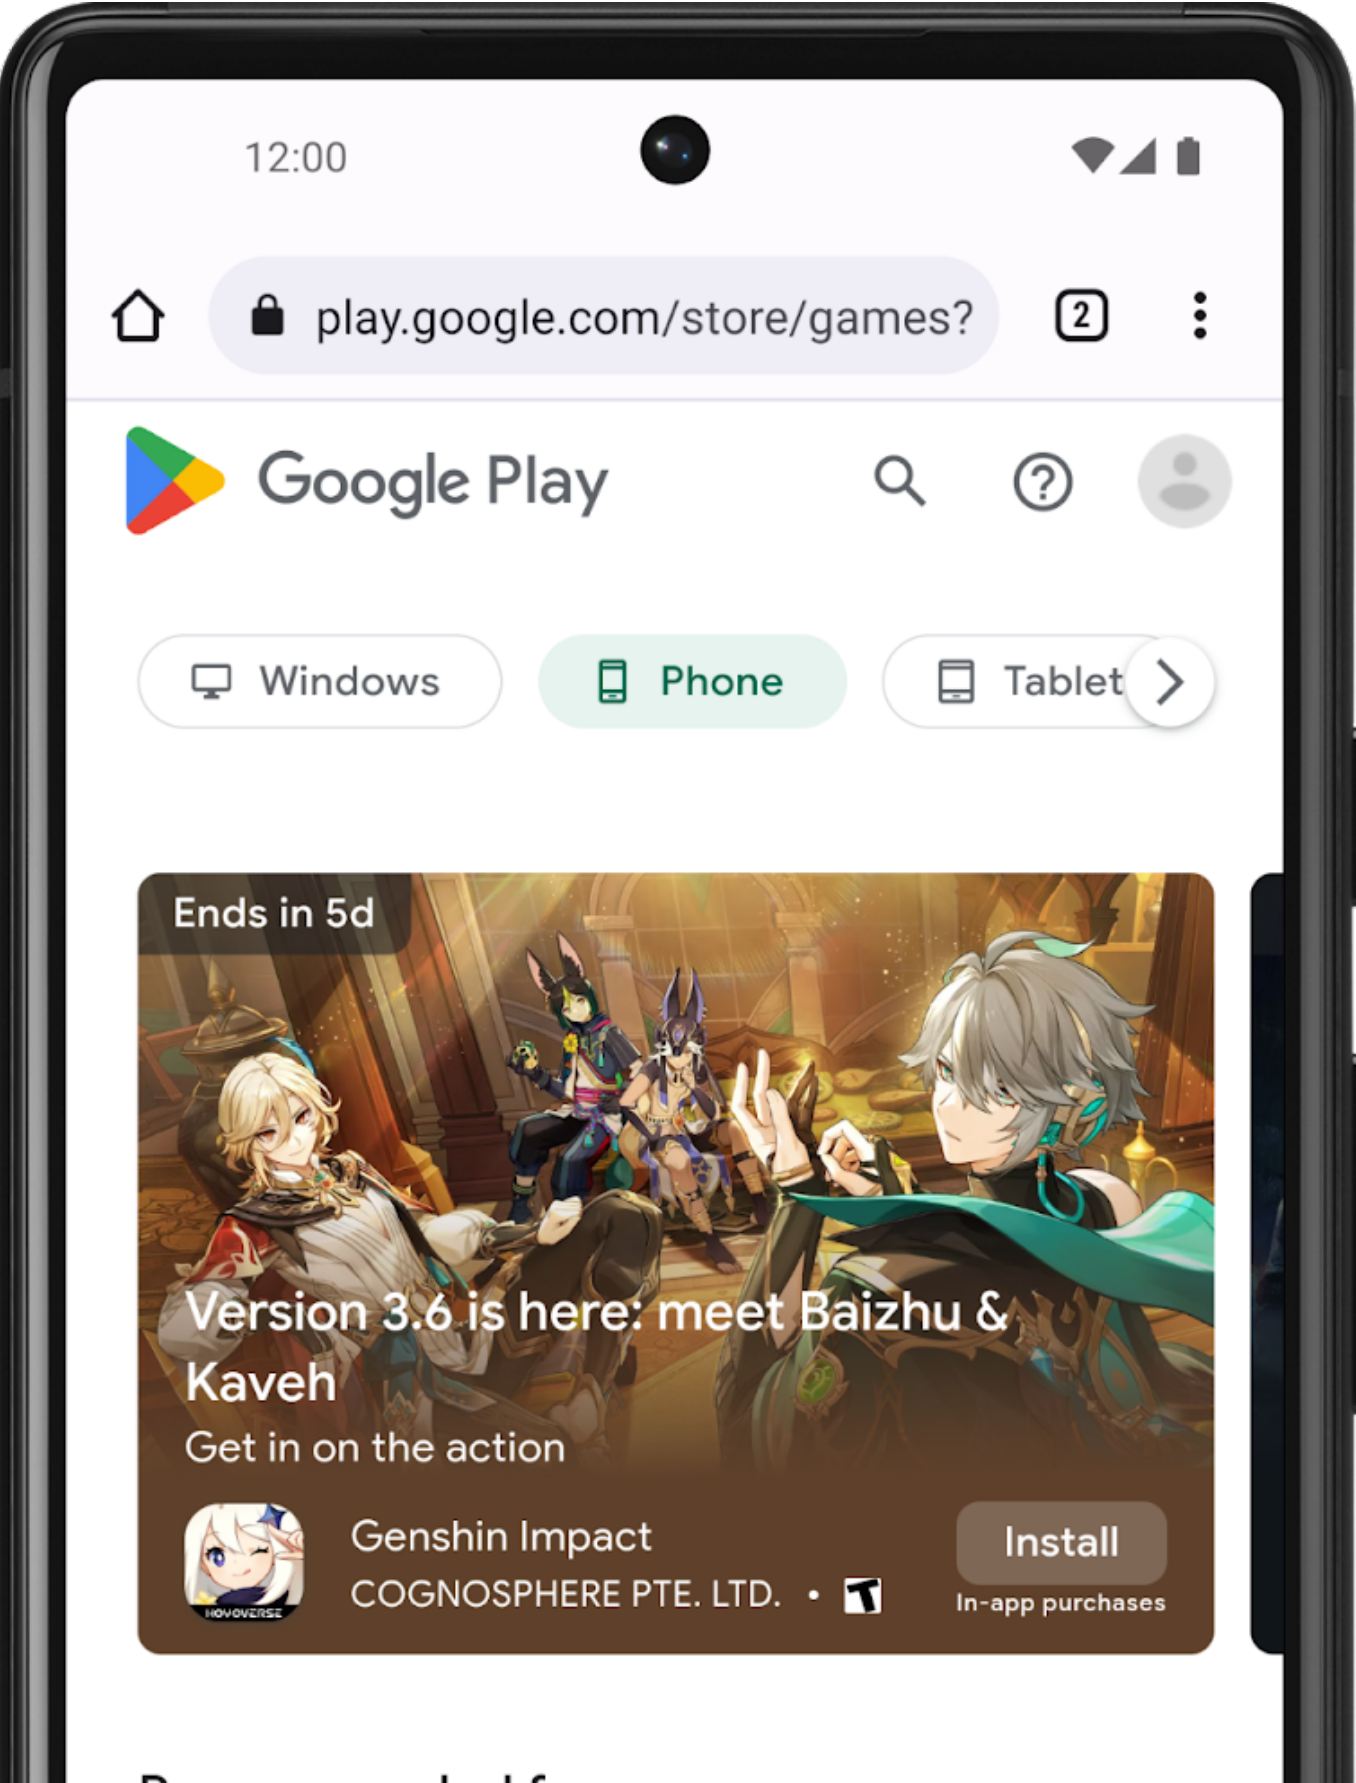 12:00
play.google.com/store/games?
2
Google Play
Windows
Phone
Tablet
Ends in 5d
Version 3.6 is here: meet Baizhu &
Kaveh
Get in on the action
Genshin Impact
Install
COGNOSPHERE PTE. LTD. • T
In-app purchases
HOYOVERSE